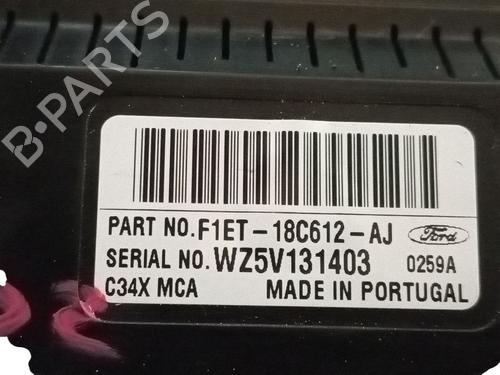 B-PARTS
PART NO.F1ET-18C612-AJ Ford
SERIAL NO.WZ5V131403 0259A
C34X MCA MADE IN PORTUGAL